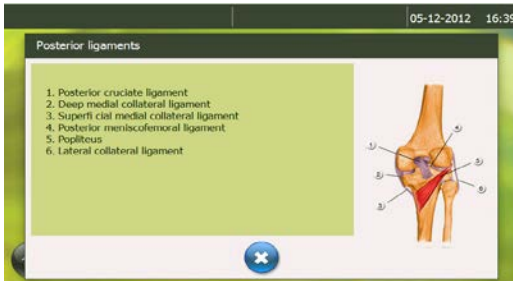 05-12-2012 16:39
Posterior ligaments
1. Posterior cruciate ligament
2. Deep medial collateral ligament
3. Superfi cial medial collateral ligament
4. Posterior meniscofemoral ligament
5. Popliteus
6. Lateral collateral ligament
4
1
5
2
6
3